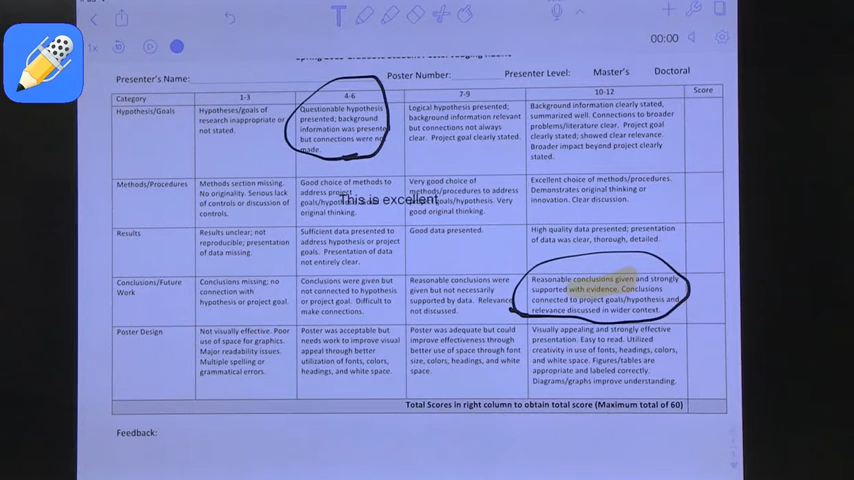 1x
10
00:00
Presenter's Name:
Poster Number:
Presenter Level:
Master's
Doctoral
Category
1-3
4-6
7-9
10-12
Score
Hypothesis/Goals
Hypotheses/goals of
research inappropriate or
not stated.
Questionable hypothesis
presented; background
information was presented
but connections were not
made.
Logical hypothesis presented;
background information relevant
but connections not always
clear. Project goal clearly stated.
Background information clearly stated,
summarized well. Connections to broader
problems/literature clear. Project goal
clearly stated; showed clear relevance.
Broader impact beyond project clearly
stated.
Methods/Procedures
Methods section missing.
No originality. Serious lack
of controls or discussion of
controls.
Good choice of methods to
address project
original thinking.
Very good choice of
methods/procedures to address
project goals/hypothesis. Very
good original thinking.
Excellent choice of methods/procedures.
Demonstrates original thinking or
innovation. Clear discussion.
This is excellent
Results
Results unclear; not
reproducible; presentation
of data missing.
Sufficient data presented to
address hypothesis or project
goals. Presentation of data
not entirely clear.
Good data presented.
High quality data presented; presentation
of data was clear, thorough, detailed.
Conclusions/Future
Work
Conclusions missing; no
connection with
hypothesis or project goal.
Conclusions were given but
not connected to hypothesis
or project goal. Difficult to
make connections.
Reasonable conclusions were
given but not necessarily
supported by data. Relevance
not discussed.
Reasonable conclusions given and strongly
supported with evidence. Conclusions
connected to project goals/hypothesis and
relevance discussed in wider context.
Poster Design
Not visually effective. Poor
use of space for graphics.
Major readability issues.
Multiple spelling or
grammatical errors.
Poster was acceptable but
needs work to improve visual
appeal through better
utilization of fonts, colors,
headings, and white space.
Poster was adequate but could
improve effectiveness through
better use of space through font
size, colors, headings, and white
space.
Visually appealing and strongly effective
presentation. Easy to read. Utilized
creativity in use of fonts, headings, colors,
and white space. Figures/tables are
appropriate and labeled correctly.
Diagrams/graphs improve understanding.
Total Scores in right column to obtain total score (Maximum total of 60)
Feedback: